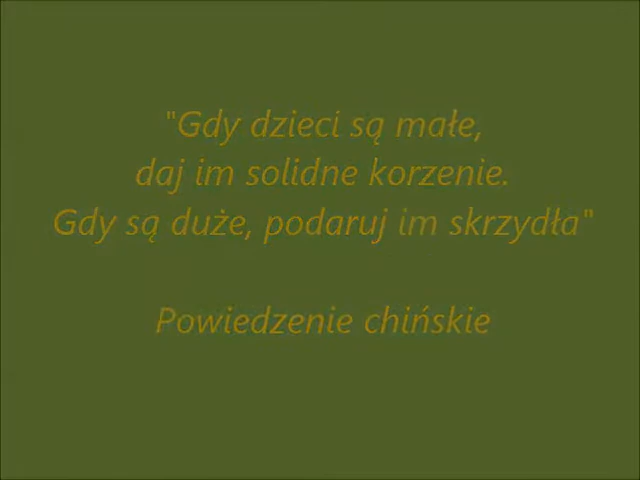 "Gdy dzieci są małe,
daj im solidne korzenie.
Gdy są duże, podaruj im skrzydła"
Powiedzenie chińskie